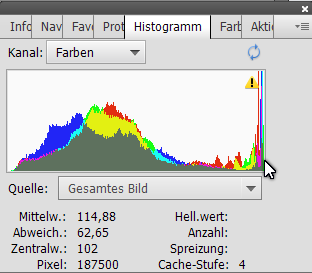 Info Nav Favo Prot Histogramm Farb Aktio
Kanal: Farben
Quelle: Gesamtes Bild
Mittelw.: 114,88 Hell.wert:
Abweich.: 62,65 Anzahl:
Zentralw.: 102 Spreizung:
Pixel: 187500 Cache-Stufe: 4